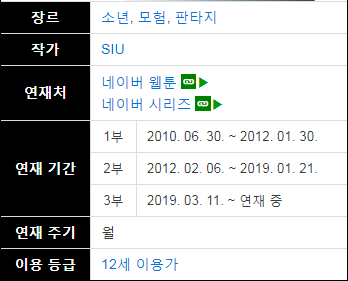 장르 소년, 모험, 판타지
작가 SIU
연재처 네이버 웹툰
네이버 시리즈
연재 기간 1부 2010. 06. 30. ~ 2012. 01. 30.
2부 2012. 02. 06. ~ 2019. 01. 21.
3부 2019. 03. 11. ~ 연재 중
연재 주기 월
이용 등급 12세 이용가